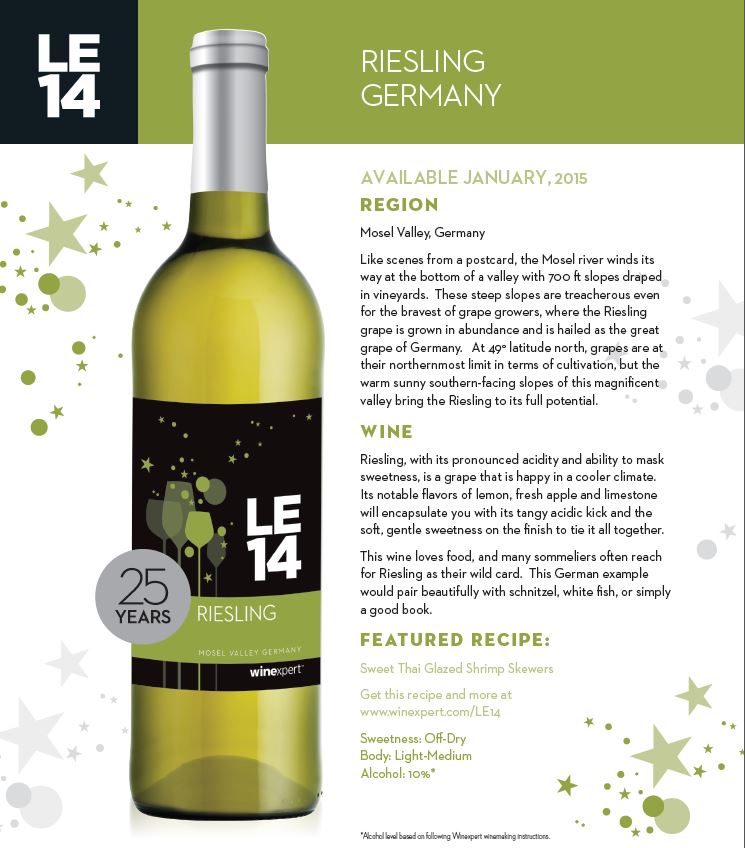 LE
14
RIESLING
GERMANY
AVAILABLE JANUARY, 2015
REGION
Mosel Valley, Germany
Like scenes from a postcard, the Mosel river winds its
way at the bottom of a valley with 700 ft slopes draped
in vineyards.  These steep slopes are treacherous even
for the bravest of grape growers, where the Riesling
grape is grown in abundance and is hailed as the great
grape of Germany.   At 49° latitude north, grapes are at
their northernmost limit in terms of cultivation, but the
warm sunny southern-facing slopes of this magnificent
valley bring the Riesling to its full potential.
WINE
Riesling, with its pronounced acidity and ability to mask
sweetness, is a grape that is happy in a cooler climate.
Its notable flavors of lemon, fresh apple and limestone
will encapsulate you with its tangy acidic kick and the
soft, gentle sweetness on the finish to tie it all together.
This wine loves food, and many sommeliers often reach
for Riesling as their wild card.  This German example
would pair beautifully with schnitzel, white fish, or simply
a good book.
FEATURED RECIPE:
Sweet Thai Glazed Shrimp Skewers
Get this recipe and more at
www.winexpert.com/LE14
Sweetness: Off-Dry
Body: Light-Medium
Alcohol: 10%*
*Alcohol level based on following Winexpert winemaking instructions.
LE
14
25
YEARS
RIESLING
MOSEL VALLEY GERMANY
winexpert™